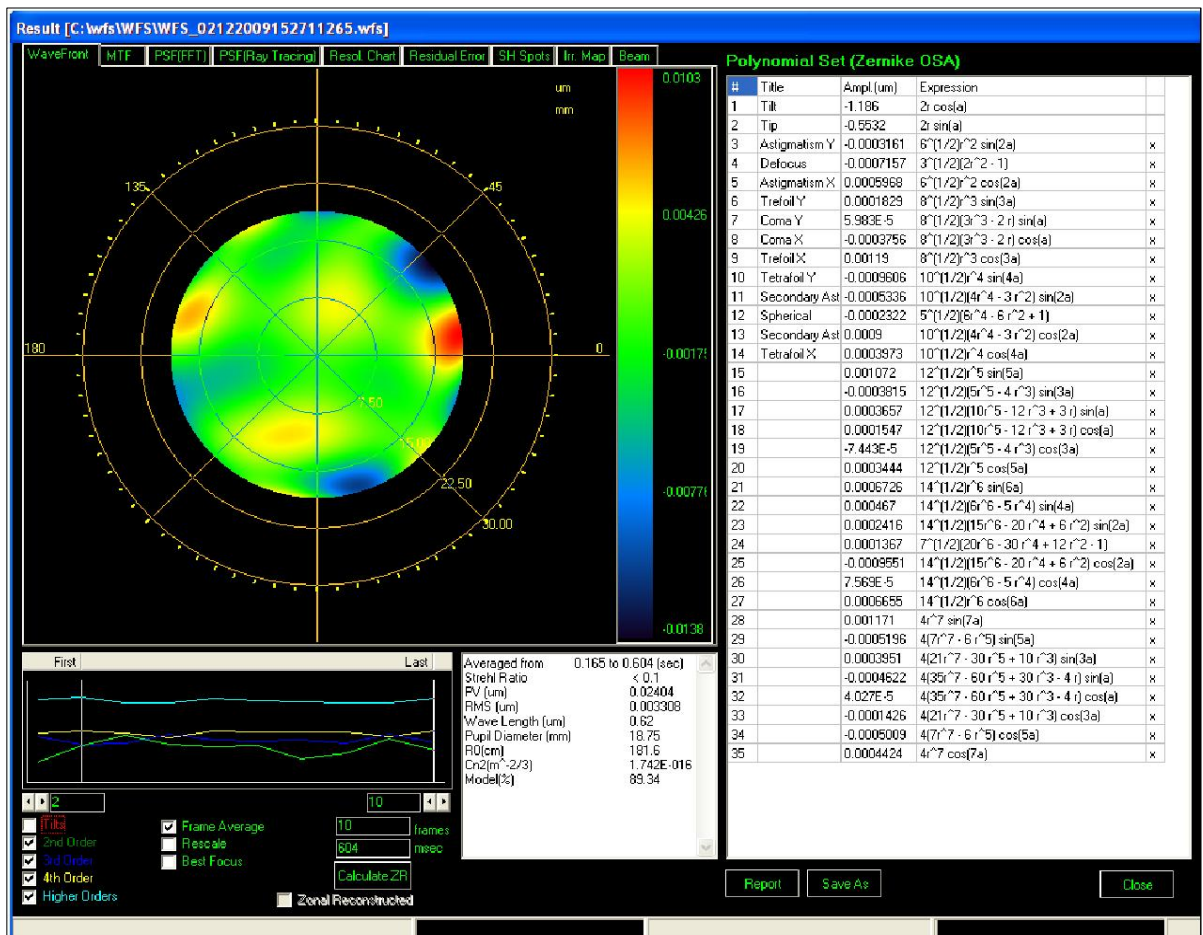 Result [C:\wfs\WFS\WFS_02122009152711265.wfs]
WaveFront MTF PSF(FFT) PSF(Ray Tracing) Resol. Chart Residual Error SH Spots Irr. Map Beam
um
mm
135
45
180
0
7.50
15.00
22.50
30.00
0.0103
0.00426
-0.00175
-0.00776
-0.0138
Polynomial Set (Zernike OSA)
# Title Ampl.(um) Expression
1 Tilt -1.186 2r cos(a)
2 Tip -0.5532 2r sin(a)
3 Astigmatism Y -0.0003161 6^(1/2)r^2 sin(2a) x
4 Defocus -0.0007157 3^(1/2)(2r^2 - 1) x
5 Astigmatism X 0.0005968 6^(1/2)r^2 cos(2a) x
6 Trefoil Y 0.0001829 8^(1/2)r^3 sin(3a) x
7 Coma Y 5.983E-5 8^(1/2)(3r^3 - 2 r) sin(a) x
8 Coma X -0.0003756 8^(1/2)(3r^3 - 2 r) cos(a) x
9 Trefoil X 0.00119 8^(1/2)r^3 cos(3a) x
10 Tetrafoil Y -0.0009606 10^(1/2)r^4 sin(4a) x
11 Secondary Ast -0.0005336 10^(1/2)(4r^4 - 3 r^2) sin(2a) x
12 Spherical -0.0002322 5^(1/2)(6r^4 - 6 r^2 + 1) x
13 Secondary Ast 0.0009 10^(1/2)(4r^4 - 3 r^2) cos(2a) x
14 Tetrafoil X 0.0003973 10^(1/2)r^4 cos(4a) x
15 0.001072 12^(1/2)r^5 sin(5a) x
16 -0.0003815 12^(1/2)(5r^5 - 4 r^3) sin(3a) x
17 0.0003657 12^(1/2)(10r^5 - 12 r^3 + 3 r) sin(a) x
18 0.0001547 12^(1/2)(10r^5 - 12 r^3 + 3 r) cos(a) x
19 -7.443E-5 12^(1/2)(5r^5 - 4 r^3) cos(3a) x
20 0.0003444 12^(1/2)r^5 cos(5a) x
21 0.0006726 14^(1/2)r^6 sin(6a) x
22 0.000467 14^(1/2)(6r^6 - 5 r^4) sin(4a) x
23 0.0002416 14^(1/2)(15r^6 - 20 r^4 + 6 r^2) sin(2a) x
24 0.0001367 7^(1/2)(20r^6 - 30 r^4 + 12 r^2 - 1) x
25 -0.0009551 14^(1/2)(15r^6 - 20 r^4 + 6 r^2) cos(2a) x
26 7.569E-5 14^(1/2)(6r^6 - 5 r^4) cos(4a) x
27 0.0006655 14^(1/2)r^6 cos(6a) x
28 0.001171 4r^7 sin(7a) x
29 -0.0005196 4(7r^7 - 6 r^5) sin(5a) x
30 0.0003951 4(21r^7 - 30 r^5 + 10 r^3) sin(3a) x
31 -0.0004622 4(35r^7 - 60 r^5 + 30 r^3 - 4 r) sin(a) x
32 4.027E-5 4(35r^7 - 60 r^5 + 30 r^3 - 4 r) cos(a) x
33 -0.0001426 4(21r^7 - 30 r^5 + 10 r^3) cos(3a) x
34 -0.0005009 4(7r^7 - 6 r^5) cos(5a) x
35 0.0004424 4r^7 cos(7a) x
First Last
2 10
Tilts
2nd Order
3rd Order
4th Order
Higher Orders
Frame Average
Rescale
Best Focus
10 frames
604 msec
Calculate ZR
Zonal Reconstructed
Averaged from 0.165 to 0.604 (sec)
Strehl Ratio < 0.1
PV (um) 0.02404
RMS (um) 0.003308
Wave Length (um) 0.62
Pupil Diameter (mm) 18.75
R0(cm) 181.6
Cn2(m^-2/3) 1.742E-016
Model(%) 89.34
Report Save As Close